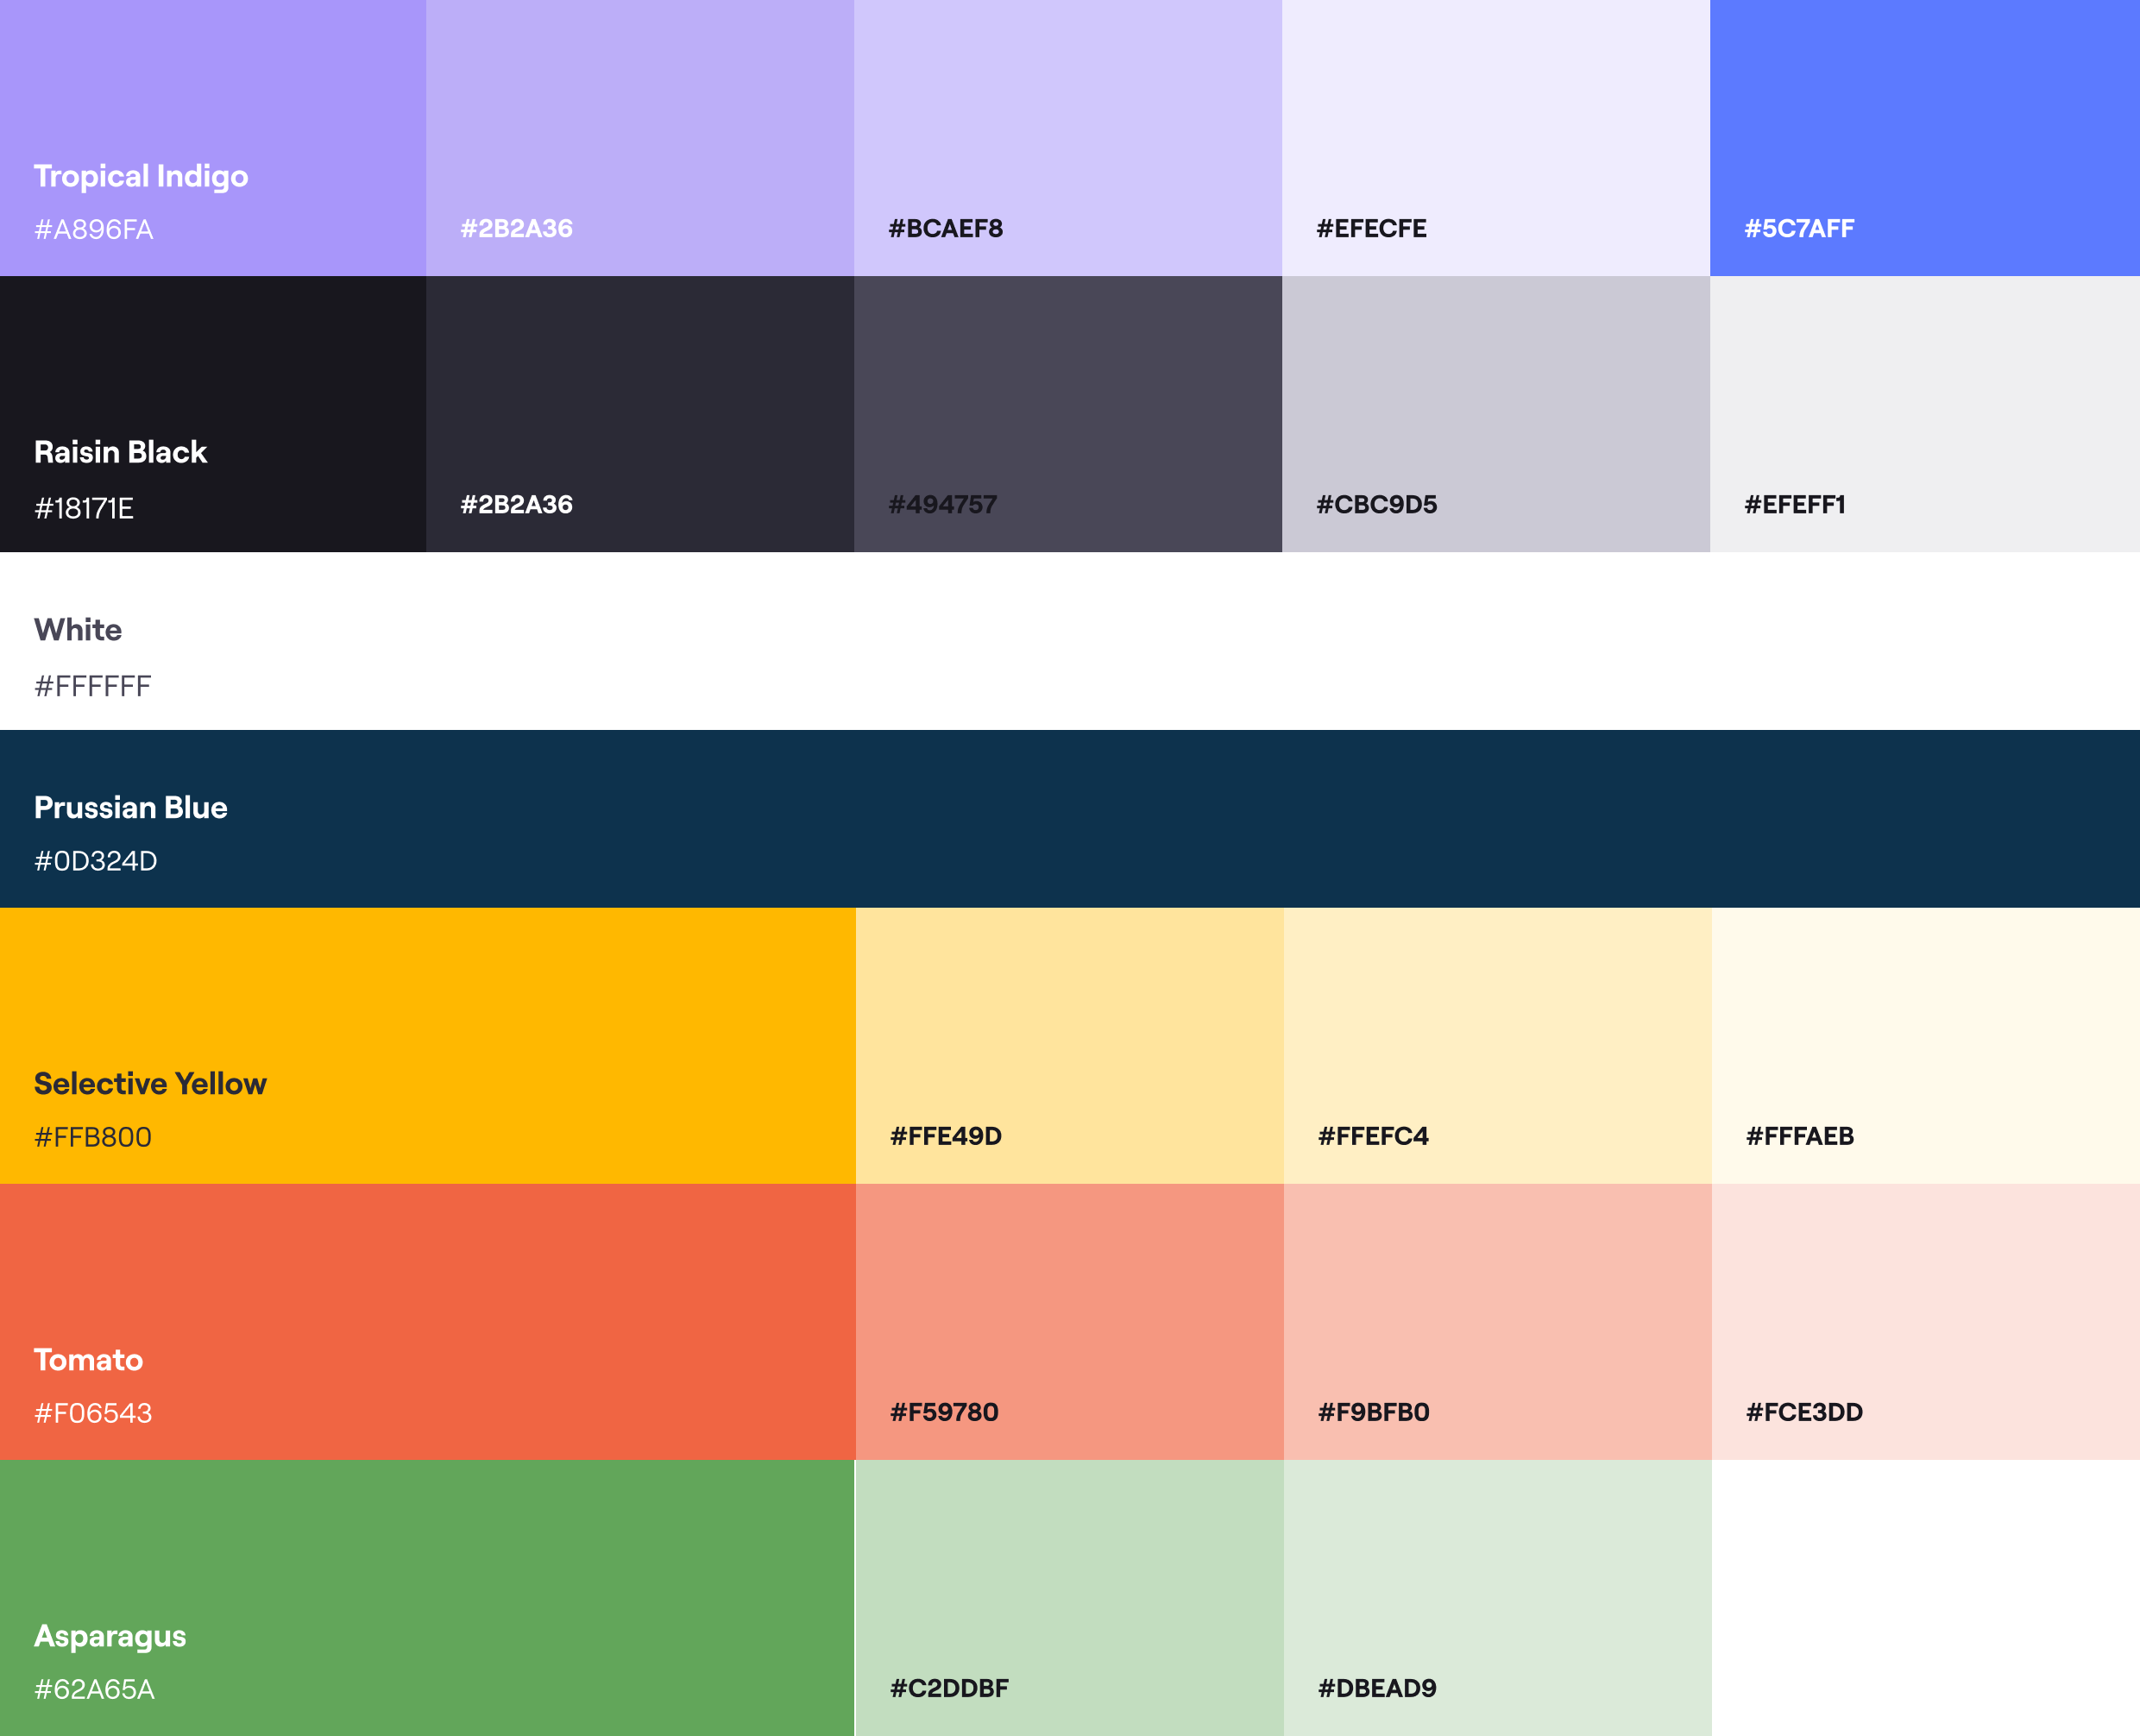 Tropical Indigo
#A896FA
#2B2A36
#BCAEF8
#EFECFE
#5C7AFF
Raisin Black
#18171E
#2B2A36
#494757
#CBC9D5
#EFEFF1
White
#FFFFFF
Prussian Blue
#0D324D
Selective Yellow
#FFB800
#FFE49D
#FFEFC4
#FFFAEB
Tomato
#F06543
#F59780
#F9BFB0
#FCE3DD
Asparagus
#62A65A
#C2DDBF
#DBEAD9